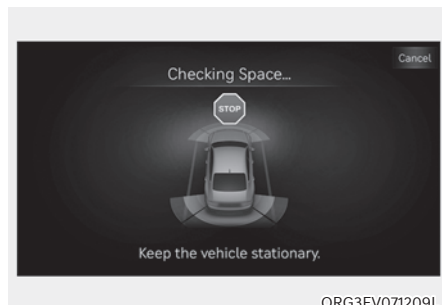 Cancel
Checking Space...
STOP
Keep the vehicle stationary.
ORG3EV071209L